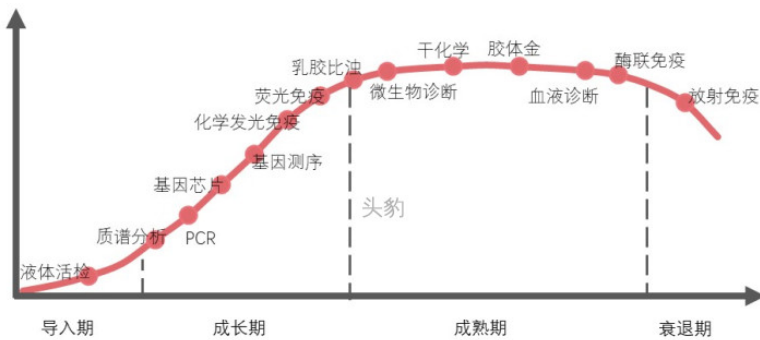 干化学
胶体金
乳胶比浊
酶联免疫
荧光免疫
微生物诊断
血液诊断
放射免疫
化学发光免疫
基因测序
基因芯片
头豹
质谱分析
PCR
液体活检
导入期
成长期
成熟期
衰退期